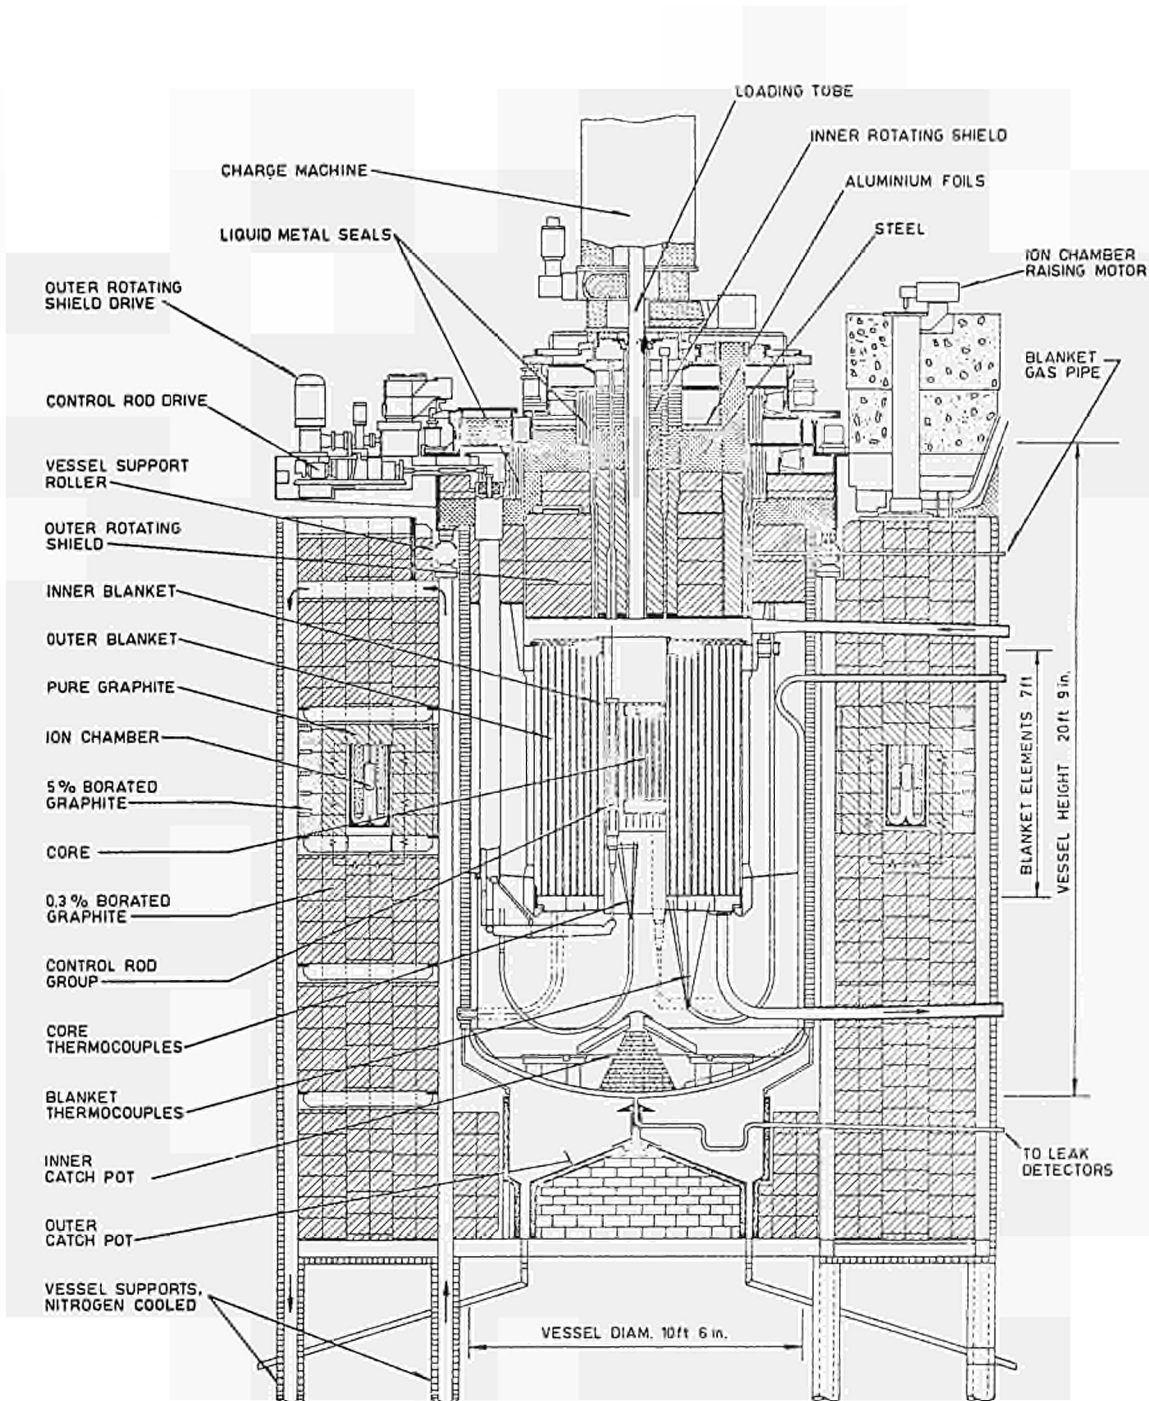 LOADING TUBE
INNER ROTATING SHIELD
CHARGE MACHINE
ALUMINIUM FOILS
LIQUID METAL SEALS
STEEL
ION CHAMBER
RAISING MOTOR
OUTER ROTATING
SHIELD DRIVE
BLANKET
GAS PIPE
CONTROL ROD DRIVE
VESSEL SUPPORT
ROLLER
OUTER ROTATING
SHIELD
INNER BLANKET
OUTER BLANKET
PURE GRAPHITE
ION CHAMBER
5% BORATED
GRAPHITE
CORE
0.3% BORATED
GRAPHITE
CONTROL ROD
GROUP
CORE
THERMOCOUPLES
BLANKET
THERMOCOUPLES
INNER
CATCH POT
OUTER
CATCH POT
VESSEL SUPPORTS,
NITROGEN COOLED
BLANKET ELEMENTS 7ft
VESSEL HEIGHT 20ft 9in.
TO LEAK
DETECTORS
VESSEL DIAM. 10ft 6in.